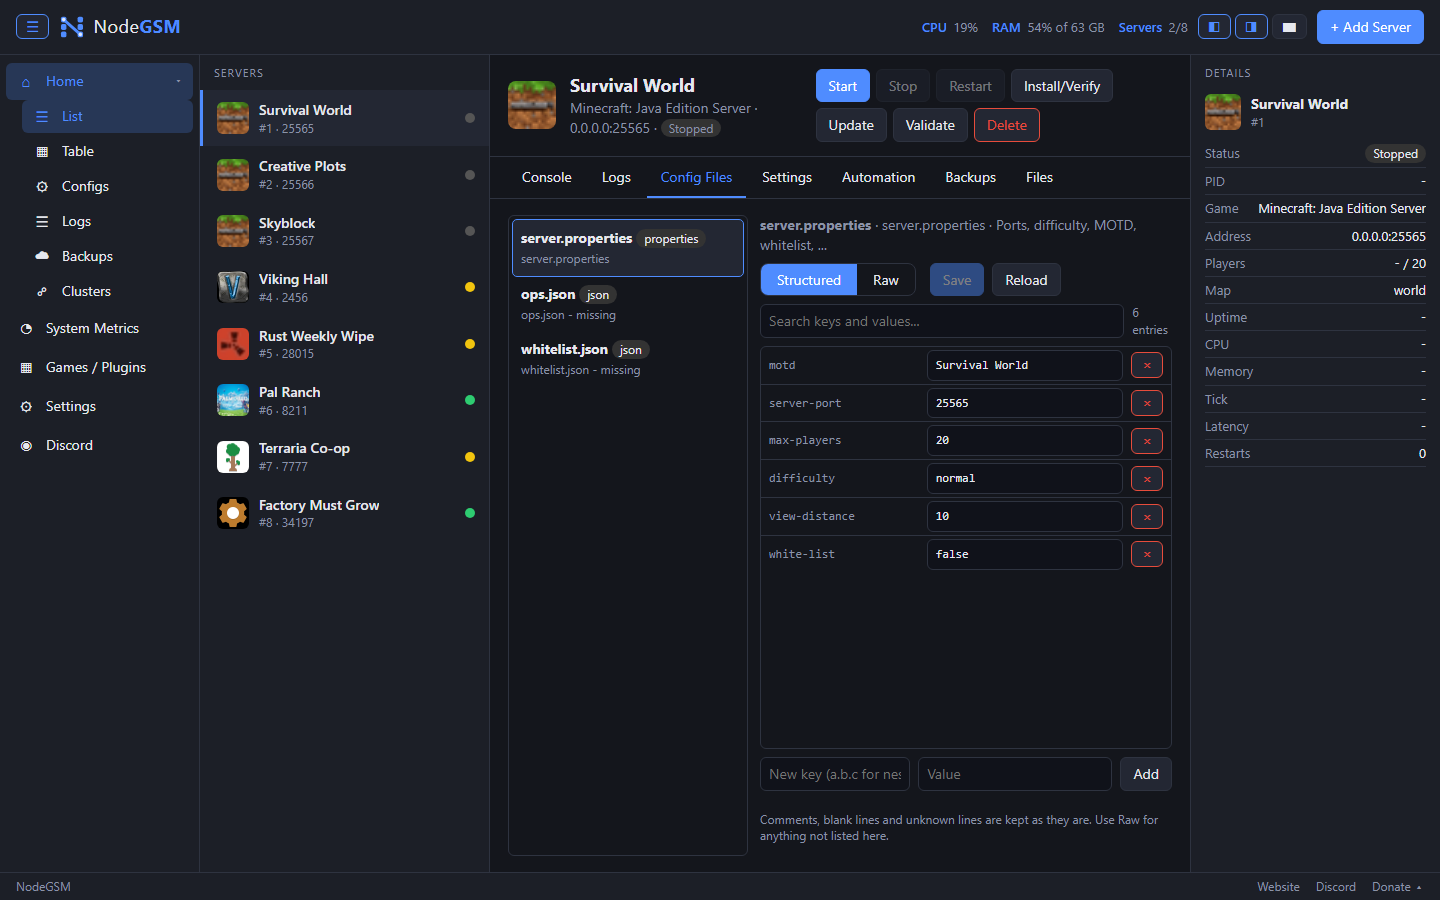 NodeGSM
CPU 19% RAM 54% of 63 GB Servers 2/8
+ Add Server
Home
List
Table
Configs
Logs
Backups
Clusters
System Metrics
Games / Plugins
Settings
Discord
SERVERS
Survival World
#1 · 25565
Creative Plots
#2 · 25566
Skyblock
#3 · 25567
Viking Hall
#4 · 2456
Rust Weekly Wipe
#5 · 28015
Pal Ranch
#6 · 8211
Terraria Co-op
#7 · 7777
Factory Must Grow
#8 · 34197
Survival World
Minecraft: Java Edition Server ·
0.0.0.0:25565 · Stopped
Start Stop Restart Install/Verify
Update Validate Delete
Console Logs Config Files Settings Automation Backups Files
server.properties properties
server.properties
ops.json json
ops.json - missing
whitelist.json json
whitelist.json - missing
server.properties · server.properties · Ports, difficulty, MOTD,
whitelist, ...
Structured Raw Save Reload
Search keys and values...
6
entries
motd Survival World ×
server-port 25565 ×
max-players 20 ×
difficulty normal ×
view-distance 10 ×
white-list false ×
New key (a.b.c for nes Value Add
Comments, blank lines and unknown lines are kept as they are. Use Raw for
anything not listed here.
DETAILS
Survival World
#1
Status Stopped
PID -
Game Minecraft: Java Edition Server
Address 0.0.0.0:25565
Players - / 20
Map world
Uptime -
CPU -
Memory -
Tick -
Latency -
Restarts 0
NodeGSM
Website Discord Donate